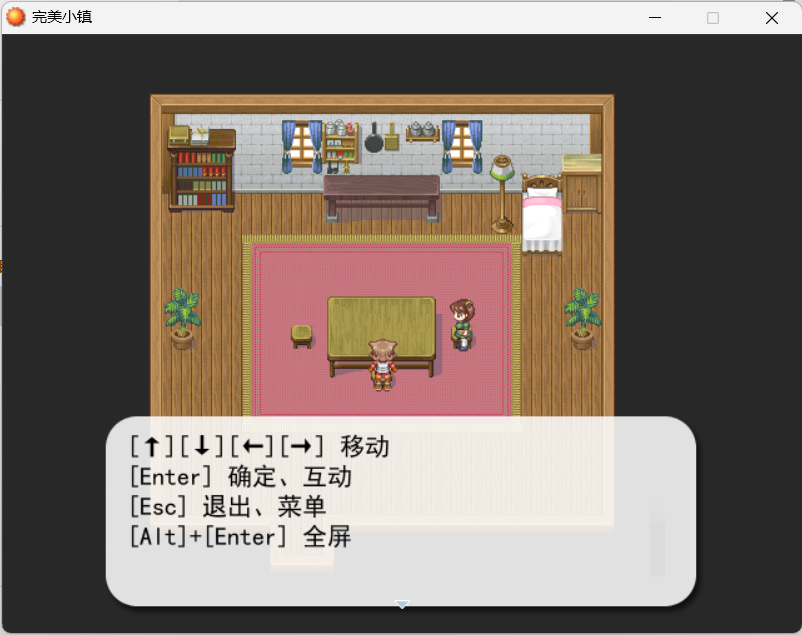 完美小镇
[↑][↓][←][→] 移动
[Enter] 确定、互动
[Esc] 退出、菜单
[Alt]+[Enter] 全屏